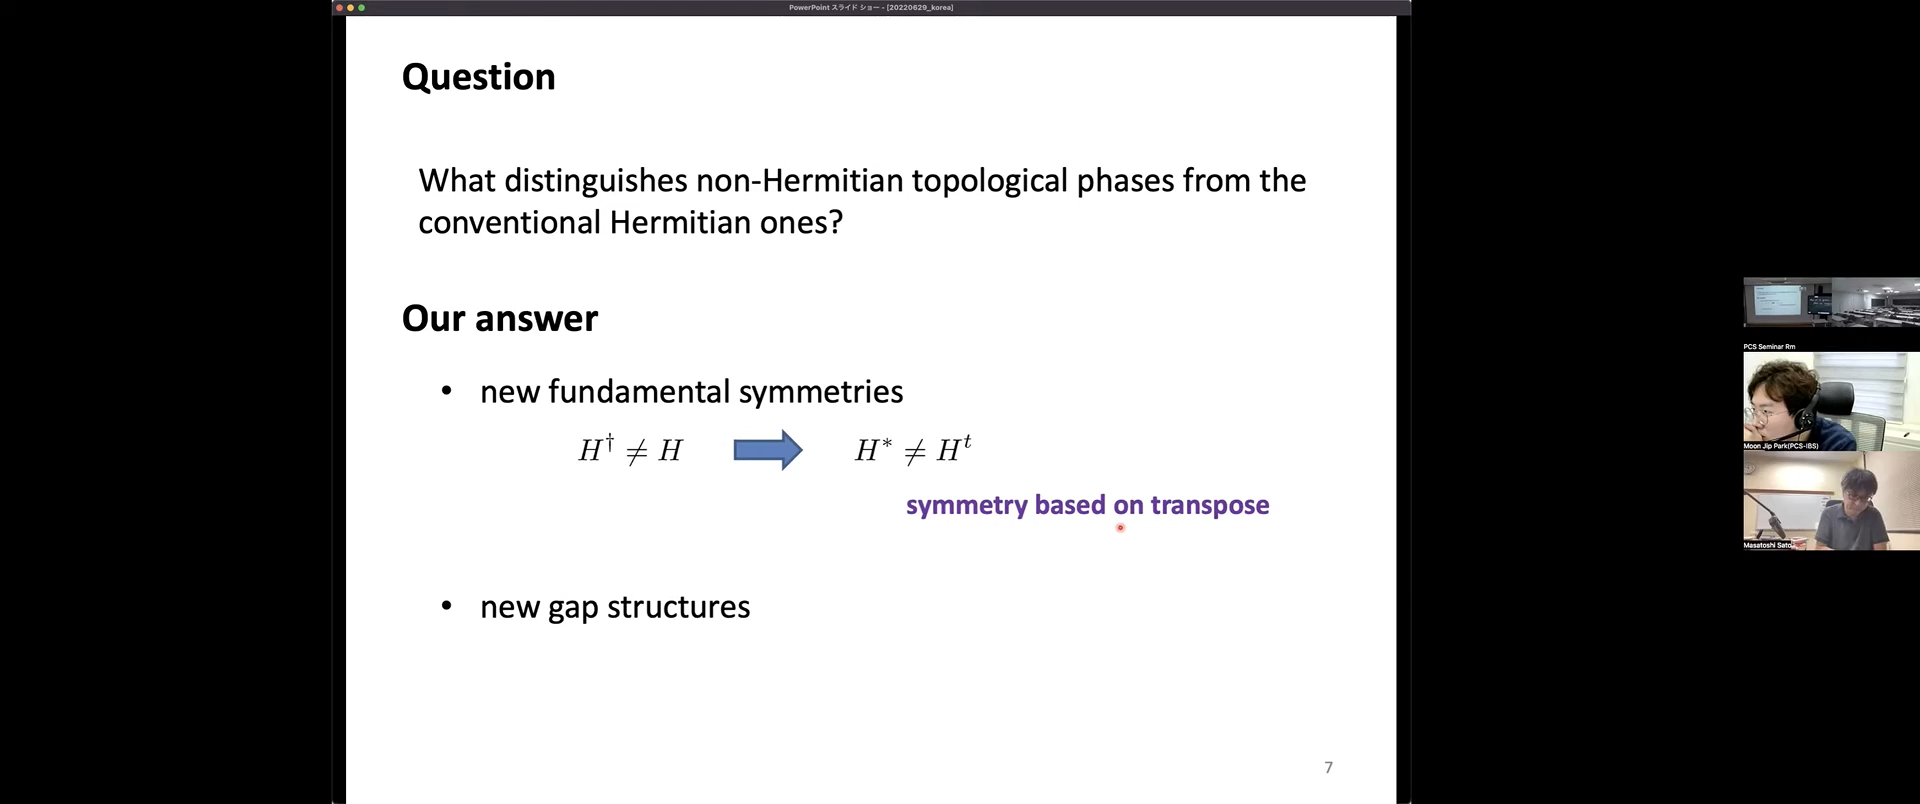 PowerPoint スライド ショー - [20220629_korea]
Question
What distinguishes non-Hermitian topological phases from the
conventional Hermitian ones?
Our answer
• new fundamental symmetries
H† ≠ H H* ≠ Hᵗ
symmetry based on transpose
• new gap structures
7
PCS Seminar Rm
Moon Jip Park(PCS-IBS)
Masatoshi Sato